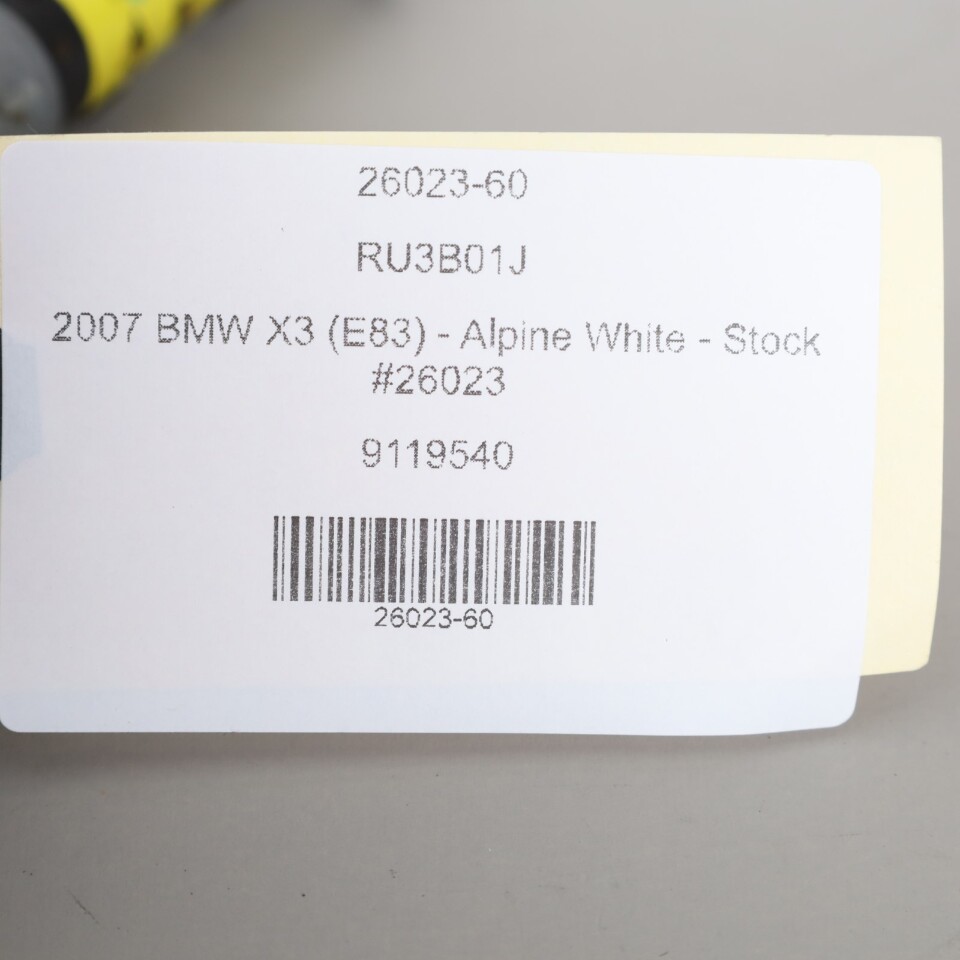 26023-60
RU3B01J
2007 BMW X3 (E83) - Alpine White - Stock
#26023
9119540
26023-60